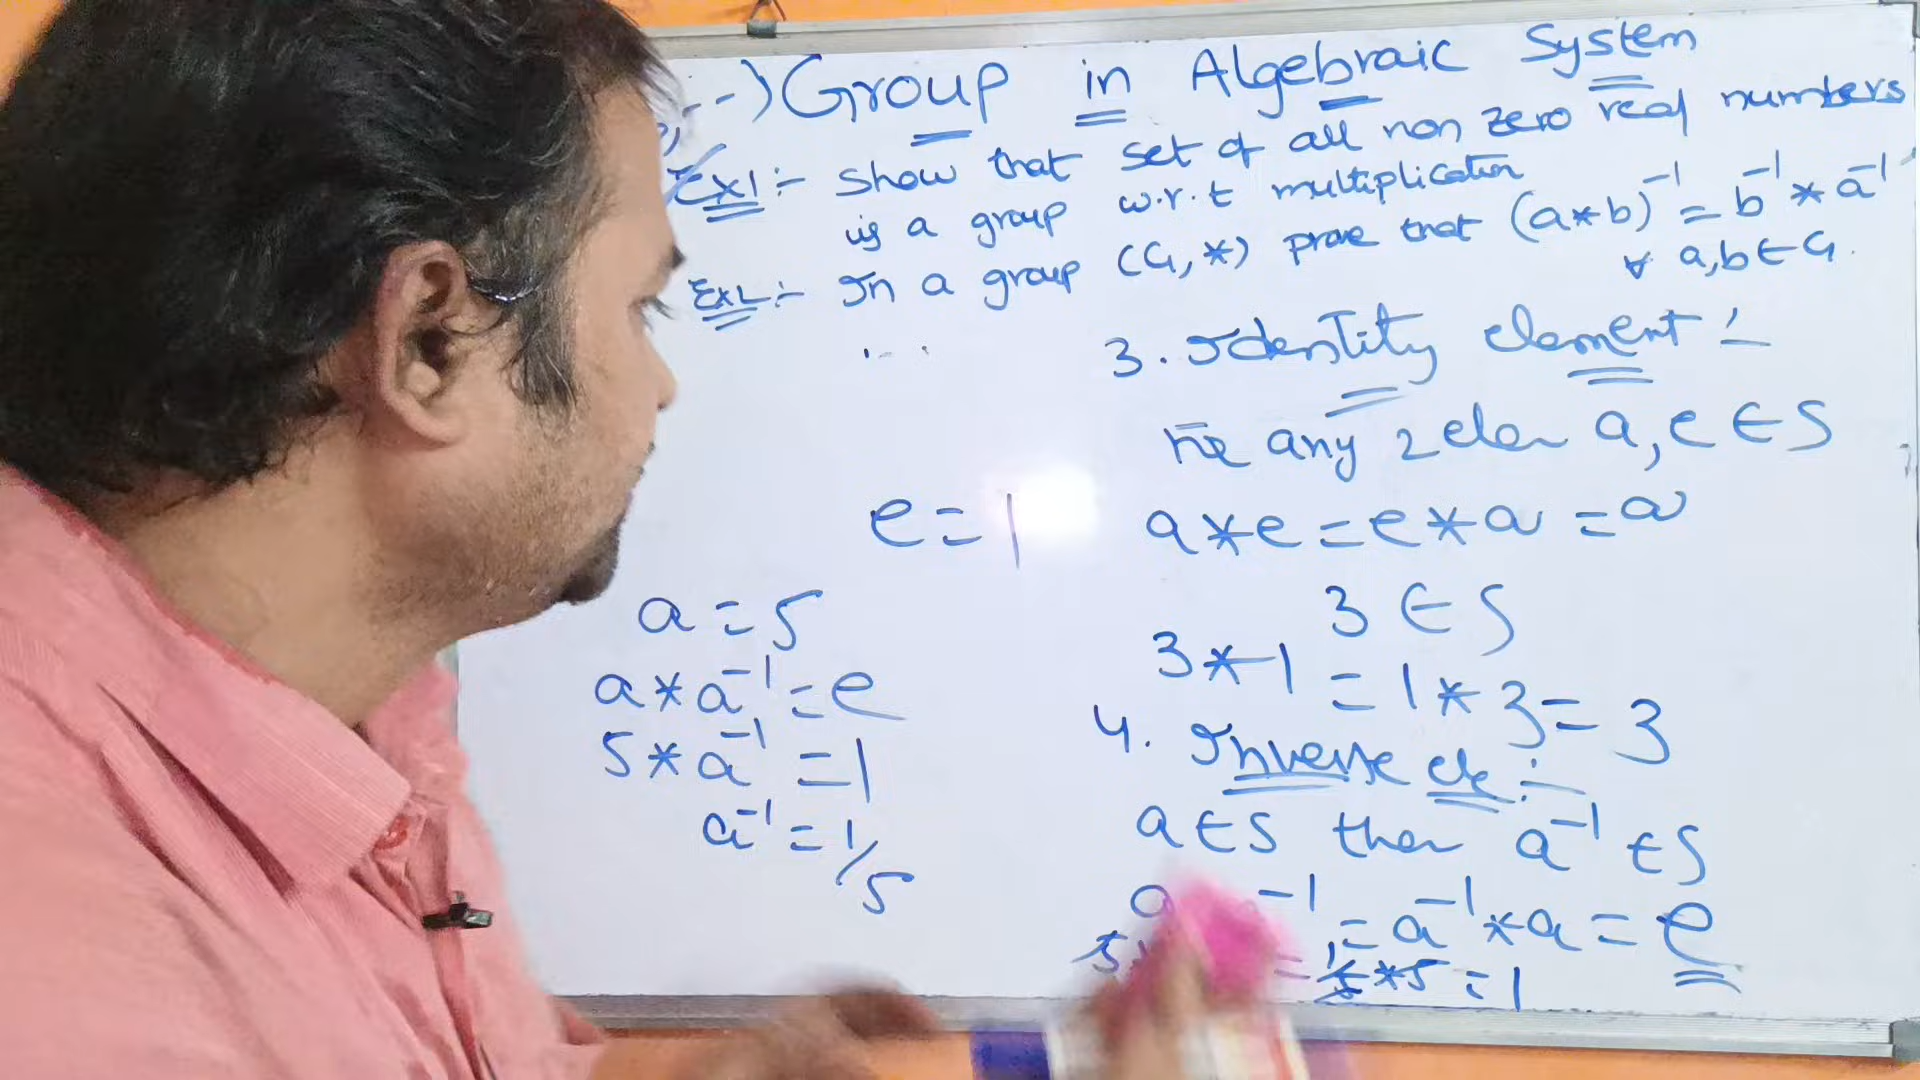 --) Group in Algebraic System
Ex1:- Show that set of all non zero real numbers
is a group w.r.t multiplication
Ex2:- In a group (G,*) prove that (a*b)⁻¹ = b⁻¹ * a⁻¹
∀ a,b ∈ G.
3. Identity element :-
any 2 elem a, e ∈ S
a*e = e*a = a
3 ∈ S
3*1 = 1*3 = 3
4. Inverse ele :-
a ∈ S then a⁻¹ ∈ S
a ⁻¹ = a⁻¹*a = e
5 = *5 = 1
e = 1
a = 5
a * a⁻¹ = e
5 * a⁻¹ = 1
a⁻¹ = 1/5